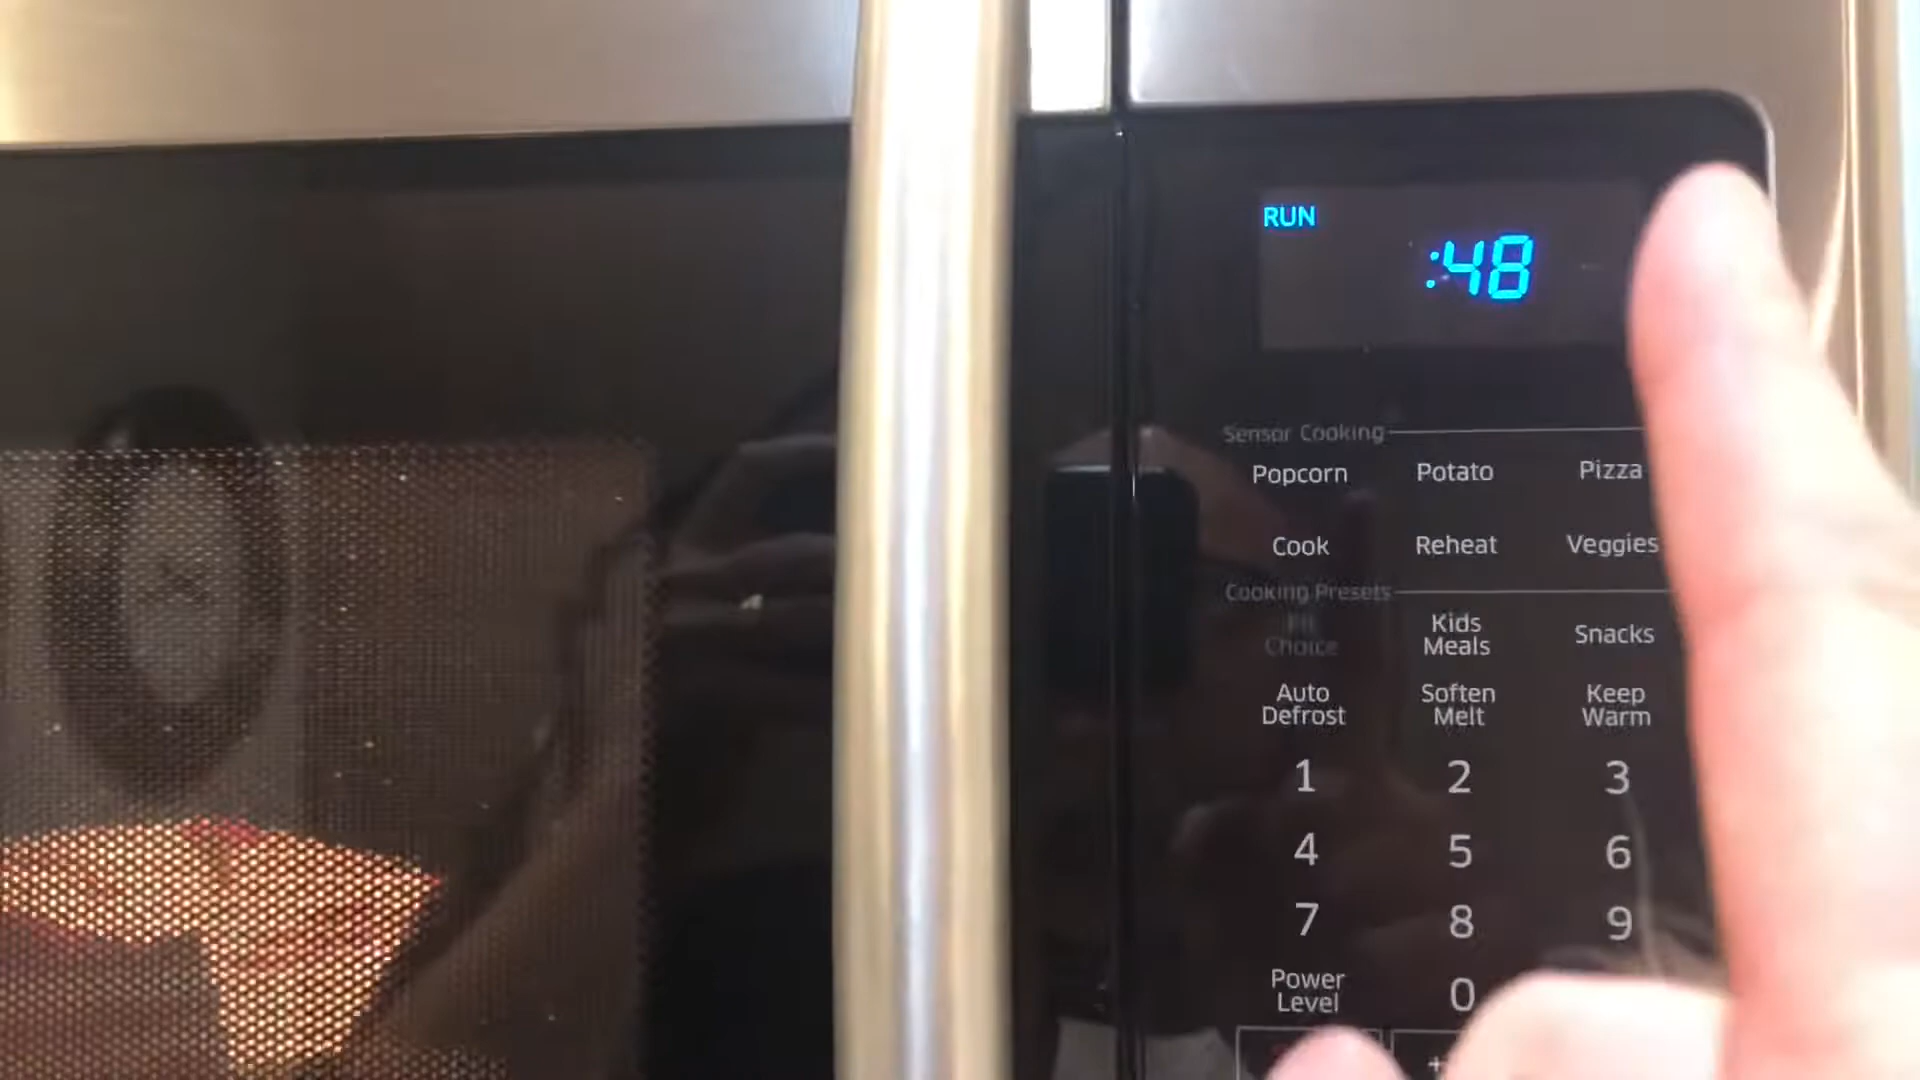 RUN
:48
Sensor Cooking
Popcorn Potato Pizza
Cook Reheat Veggies
Cooking Presets
Choice
Kids
Meals
Snacks
Auto
Defrost
Soften
Melt
Keep
Warm
1 2 3
4 5 6
7 8 9
Power
Level
0